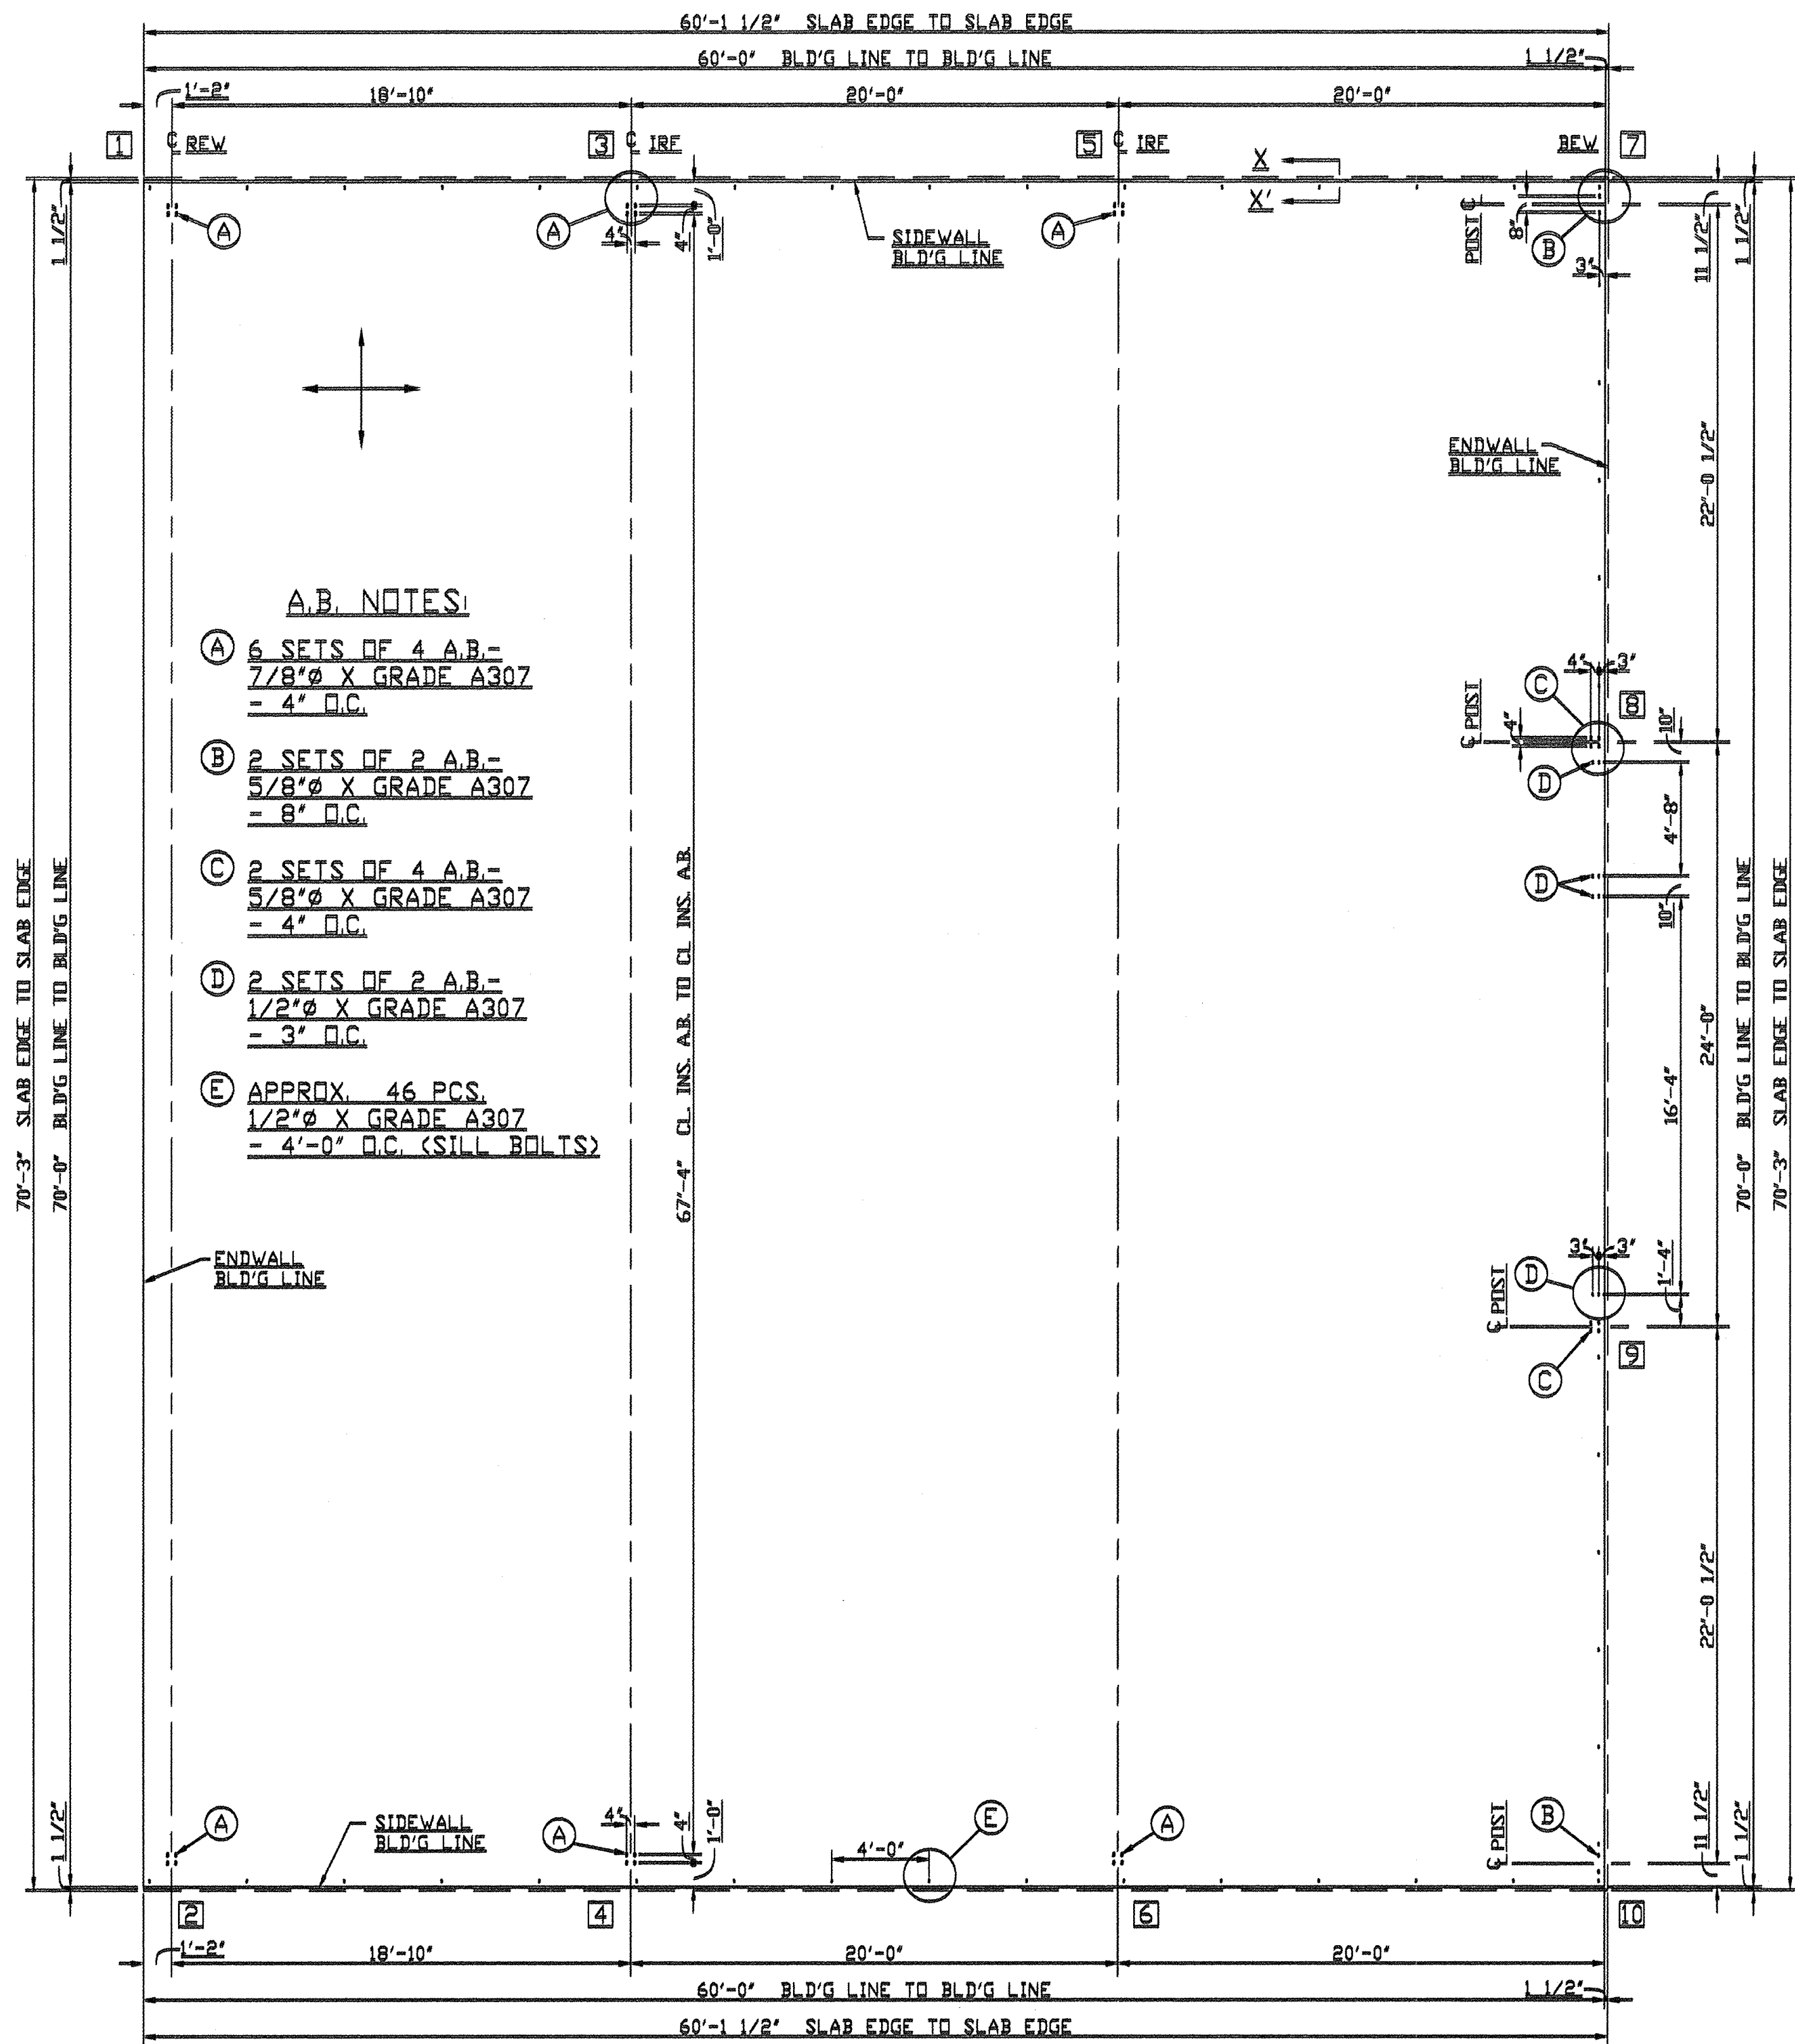 60'-1 1/2" SLAB EDGE TO SLAB EDGE
60'-0" BLD'G LINE TO BLD'G LINE
1 1/2"
1'-2"
18'-10"
20'-0"
20'-0"
1
℄ REW
3
℄ IRF
5
℄ IRF
X
X'
BEW
7
1 1/2"
A
A
4"
4"
1'-0"
SIDEWALL
BLD'G LINE
A
POST ℄
8"
B
3"
11 1/2"
1 1/2"
ENDWALL
BLD'G LINE
22'-0 1/2"
A.B. NOTES:
A 6 SETS OF 4 A.B.-
7/8"Ø X GRADE A307
- 4" O.C.
B 2 SETS OF 2 A.B.-
5/8"Ø X GRADE A307
- 8" O.C.
C 2 SETS OF 4 A.B.-
5/8"Ø X GRADE A307
- 4" O.C.
D 2 SETS OF 2 A.B.-
1/2"Ø X GRADE A307
- 3" O.C.
E APPROX. 46 PCS.
1/2"Ø X GRADE A307
- 4'-0" O.C. (SILL BOLTS)
4"
3"
C
8
℄ POST
4"
10"
D
4'-8"
D
10"
70'-3" SLAB EDGE TO SLAB EDGE
70'-0" BLD'G LINE TO BLD'G LINE
67'-4" CL. INS. A.B. TO CL INS. A.B.
24'-0"
16'-4"
70'-0" BLD'G LINE TO BLD'G LINE
70'-3" SLAB EDGE TO SLAB EDGE
ENDWALL
BLD'G LINE
3"
3"
D
1'-4"
℄ POST
9
C
22'-0 1/2"
1 1/2"
A
SIDEWALL
BLD'G LINE
A
4"
4"
1'-0"
4'-0"
E
A
℄ POST
B
11 1/2"
1 1/2"
2
4
6
10
1'-2"
18'-10"
20'-0"
20'-0"
60'-0" BLD'G LINE TO BLD'G LINE
1 1/2"
60'-1 1/2" SLAB EDGE TO SLAB EDGE